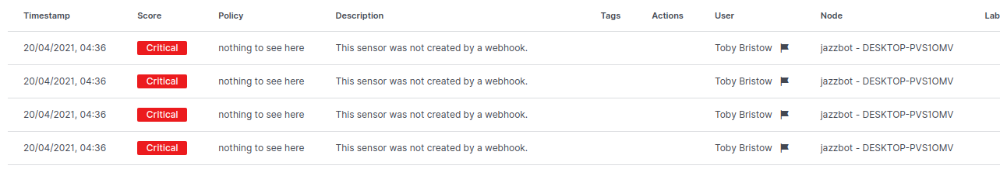 Timestamp Score Policy Description Tags Actions User Node Lab
20/04/2021, 04:36 Critical nothing to see here This sensor was not created by a webhook. Toby Bristow jazzbot - DESKTOP-PVS1OMV
20/04/2021, 04:36 Critical nothing to see here This sensor was not created by a webhook. Toby Bristow jazzbot - DESKTOP-PVS1OMV
20/04/2021, 04:36 Critical nothing to see here This sensor was not created by a webhook. Toby Bristow jazzbot - DESKTOP-PVS1OMV
20/04/2021, 04:36 Critical nothing to see here This sensor was not created by a webhook. Toby Bristow jazzbot - DESKTOP-PVS1OMV